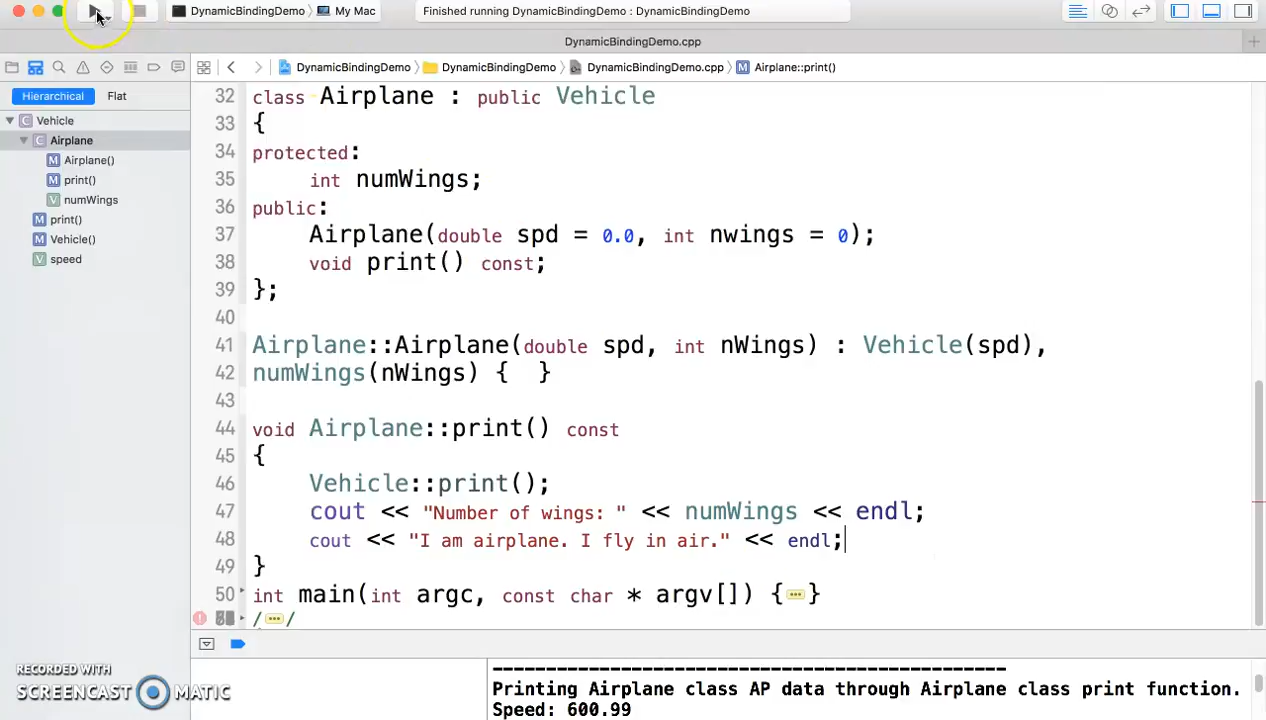 DynamicBindingDemo My Mac Finished running DynamicBindingDemo : DynamicBindingDemo
DynamicBindingDemo.cpp
DynamicBindingDemo DynamicBindingDemo DynamicBindingDemo.cpp M Airplane::print()
Hierarchical Flat
C Vehicle
C Airplane
M Airplane()
M print()
V numWings
M print()
M Vehicle()
V speed
32 class Airplane : public Vehicle
33 {
34 protected:
35 int numWings;
36 public:
37 Airplane(double spd = 0.0, int nwings = 0);
38 void print() const;
39 };
40
41 Airplane::Airplane(double spd, int nWings) : Vehicle(spd),
42 numWings(nWings) { }
43
44 void Airplane::print() const
45 {
46 Vehicle::print();
47 cout << "Number of wings: " << numWings << endl;
48 cout << "I am airplane. I fly in air." << endl;
49 }
50 int main(int argc, const char * argv[]) {...}
/.../
-------------------------------------------------
Printing Airplane class AP data through Airplane class print function.
Speed: 600.99
RECORDED WITH
SCREENCAST MATIC